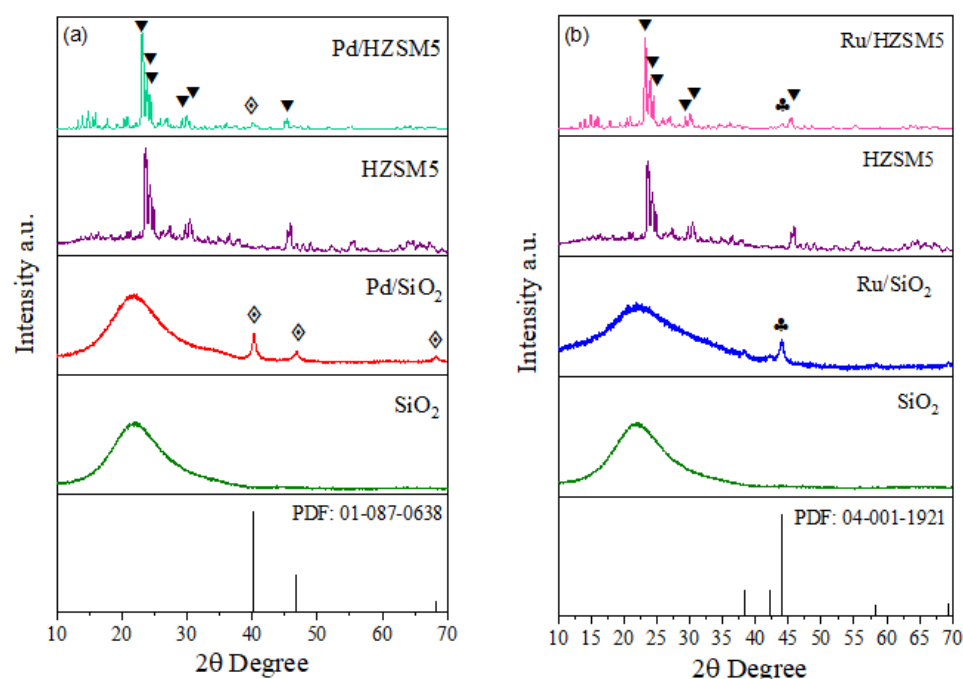 (a)
Pd/HZSM5
HZSM5
Pd/SiO₂
SiO₂
PDF: 01-087-0638
10 20 30 40 50 60 70
2θ Degree
Intensity a.u.
(b)
Ru/HZSM5
HZSM5
Ru/SiO₂
SiO₂
PDF: 04-001-1921
10 15 20 25 30 35 40 45 50 55 60 65 70
2θ Degree
Intensity a.u.